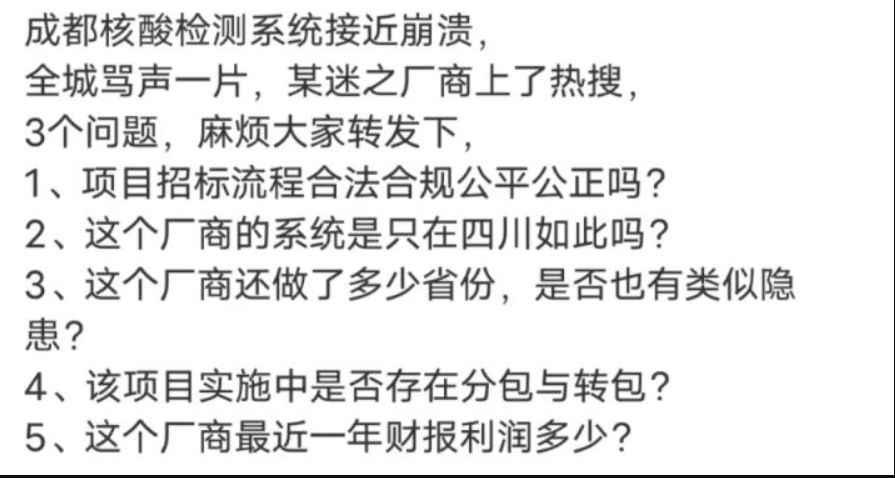 成都核酸检测系统接近崩溃，
全城骂声一片，某迷之厂商上了热搜，
3个问题，麻烦大家转发下，
1、项目招标流程合法合规公平公正吗？
2、这个厂商的系统是只在四川如此吗？
3、这个厂商还做了多少省份，是否也有类似隐
患？
4、该项目实施中是否存在分包与转包？
5、这个厂商最近一年财报利润多少？